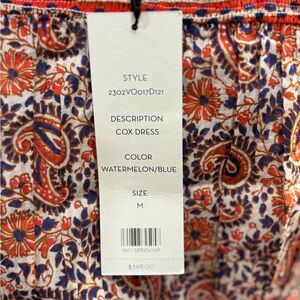 STYLE
2302VO017D121
DESCRIPTION
COX DRESS
COLOR
WATERMELON/BLUE
SIZE
M
$398.00